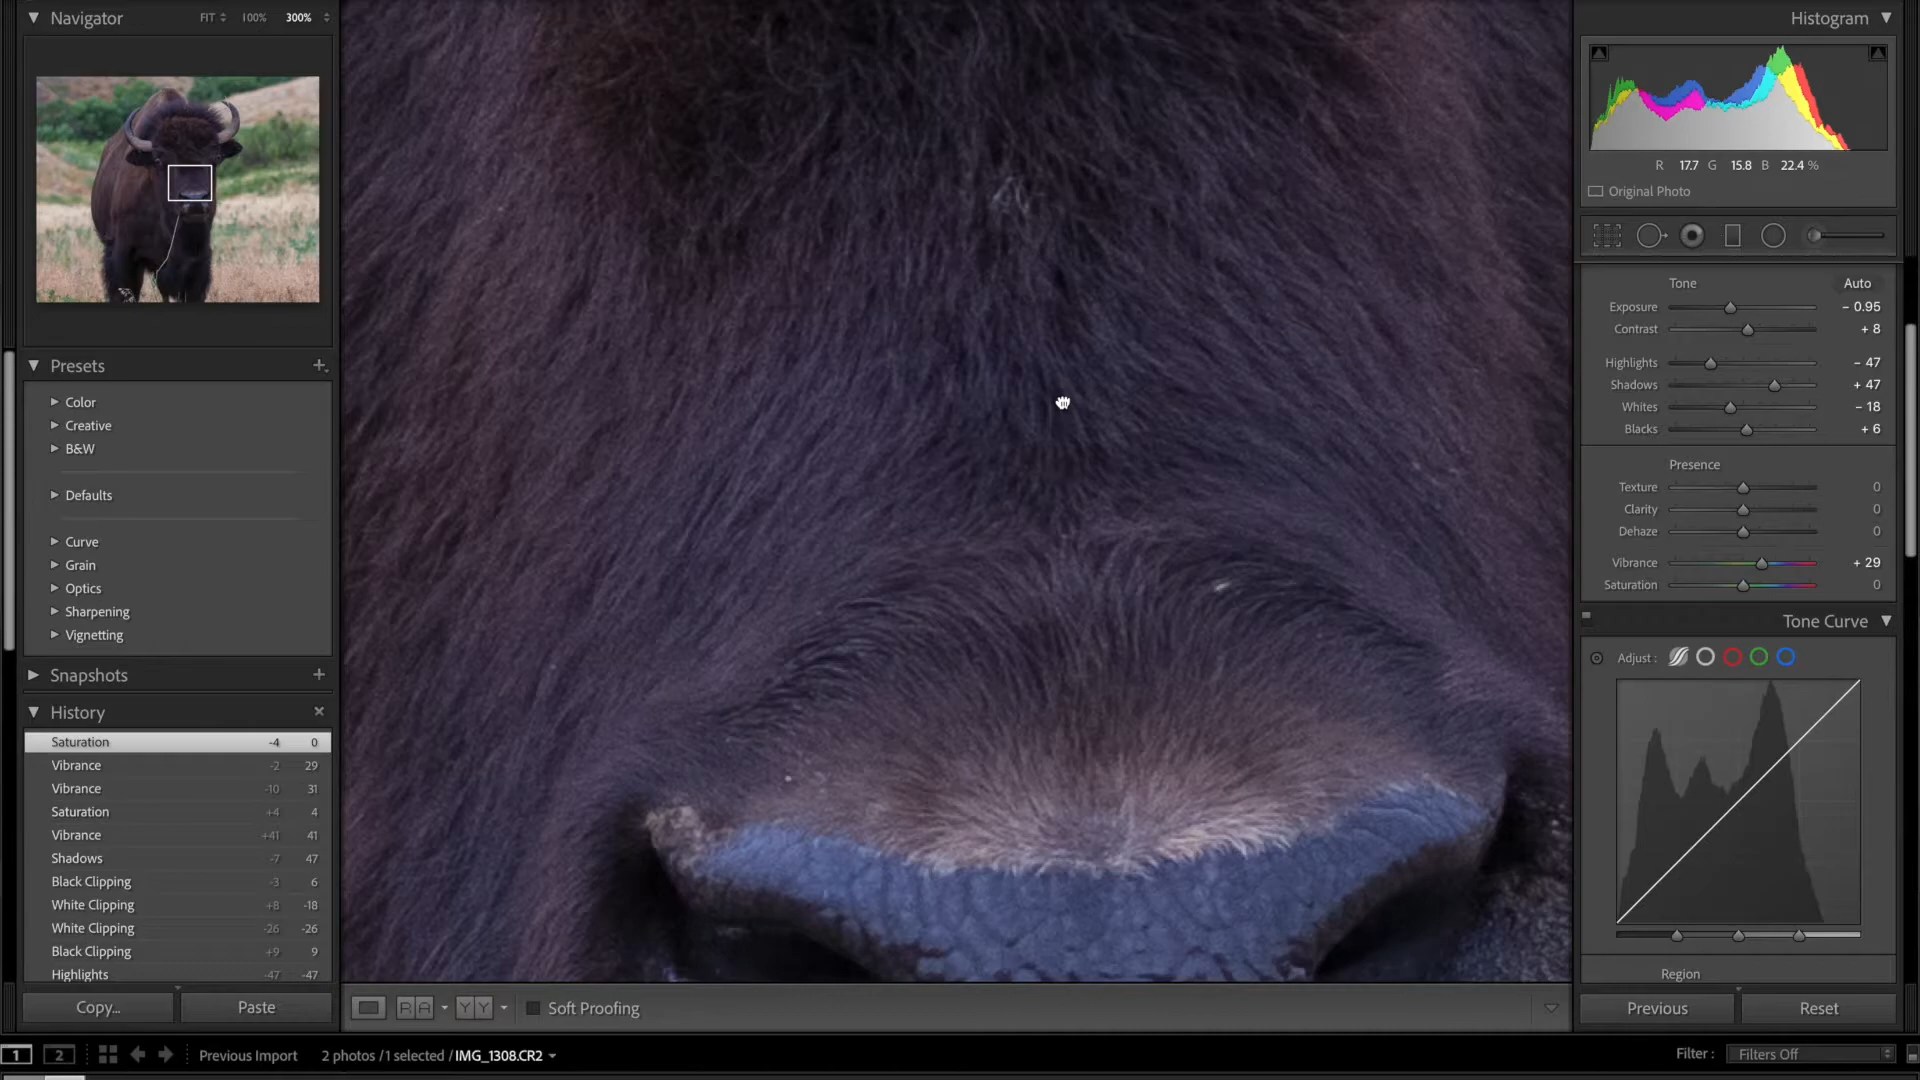 Navigator FIT 100% 300%
Histogram
R 17.7 G 15.8 B 22.4 %
Original Photo
Tone Auto
Exposure - 0.95
Contrast + 8
Highlights - 47
Shadows + 47
Whites - 18
Blacks + 6
Presence
Texture 0
Clarity 0
Dehaze 0
Vibrance + 29
Saturation 0
Tone Curve
Adjust :
Region
Previous Reset
Presets
Color
Creative
B&W
Defaults
Curve
Grain
Optics
Sharpening
Vignetting
Snapshots
History
Saturation -4 0
Vibrance -2 29
Vibrance -10 31
Saturation +4 4
Vibrance +41 41
Shadows -7 47
Black Clipping -3 6
White Clipping +8 -18
White Clipping -26 -26
Black Clipping +9 9
Highlights -47 -47
Copy... Paste
R A Y Y Soft Proofing
1 2 Previous Import 2 photos / 1 selected / IMG_1308.CR2
Filter : Filters Off